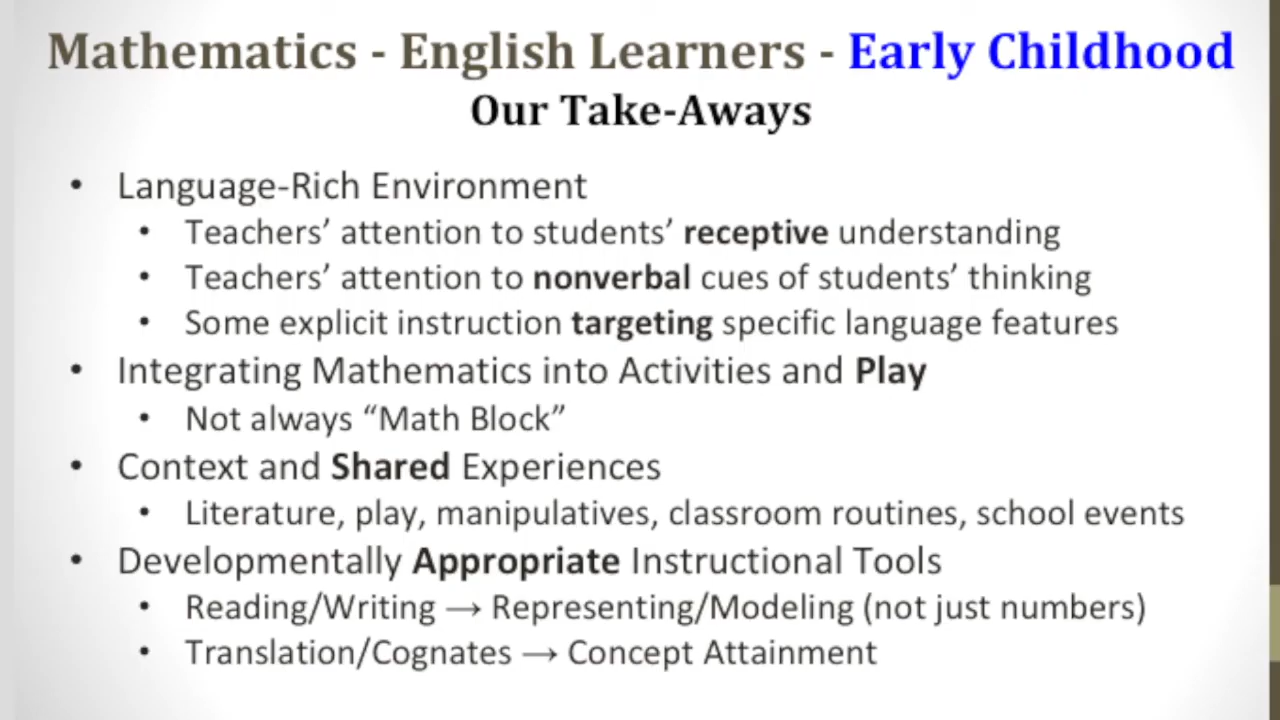 Mathematics - English Learners - Early Childhood
Our Take-Aways
• Language-Rich Environment
• Teachers’ attention to students’ receptive understanding
• Teachers’ attention to nonverbal cues of students’ thinking
• Some explicit instruction targeting specific language features
• Integrating Mathematics into Activities and Play
• Not always “Math Block”
• Context and Shared Experiences
• Literature, play, manipulatives, classroom routines, school events
• Developmentally Appropriate Instructional Tools
• Reading/Writing → Representing/Modeling (not just numbers)
• Translation/Cognates → Concept Attainment